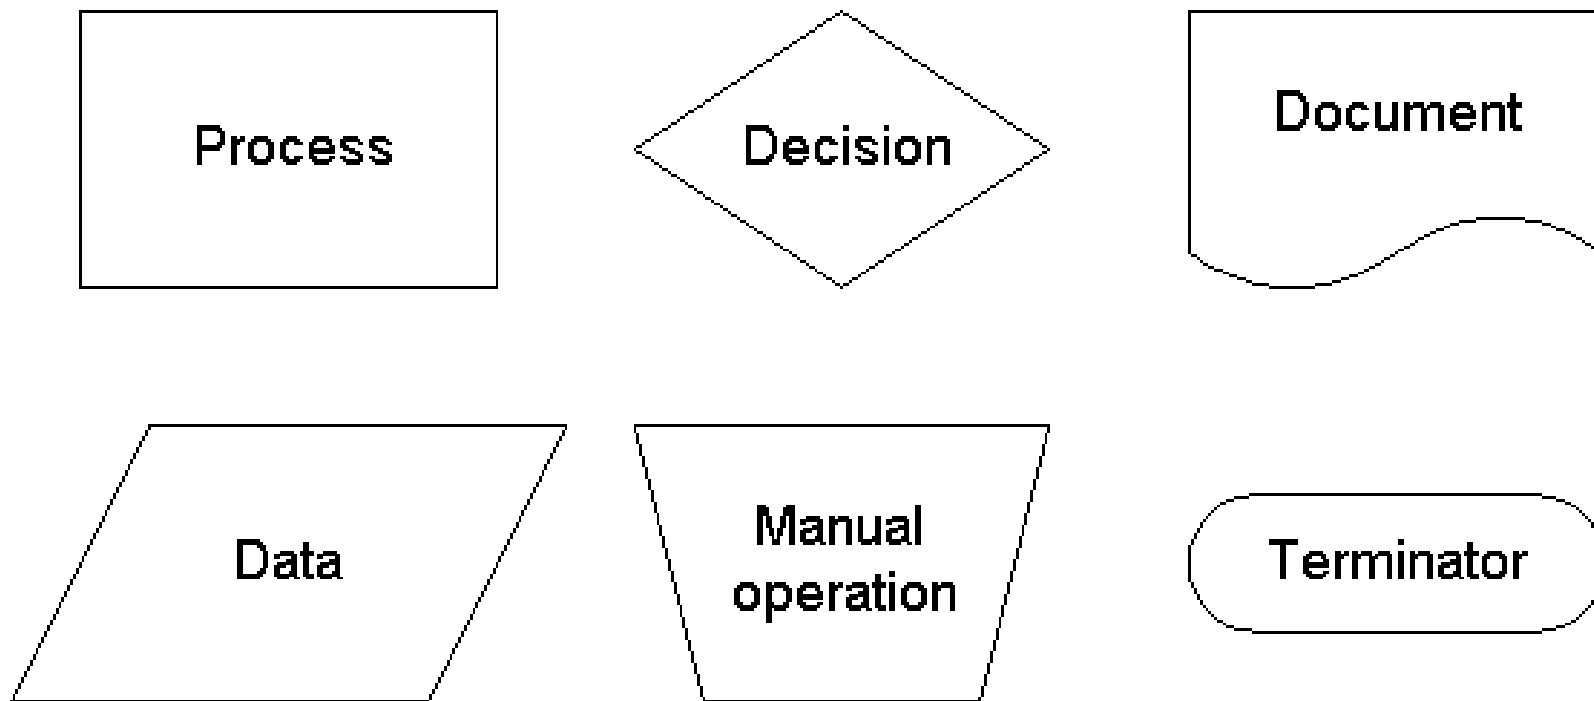 Process
Decision
Document
Data
Manual
operation
Terminator